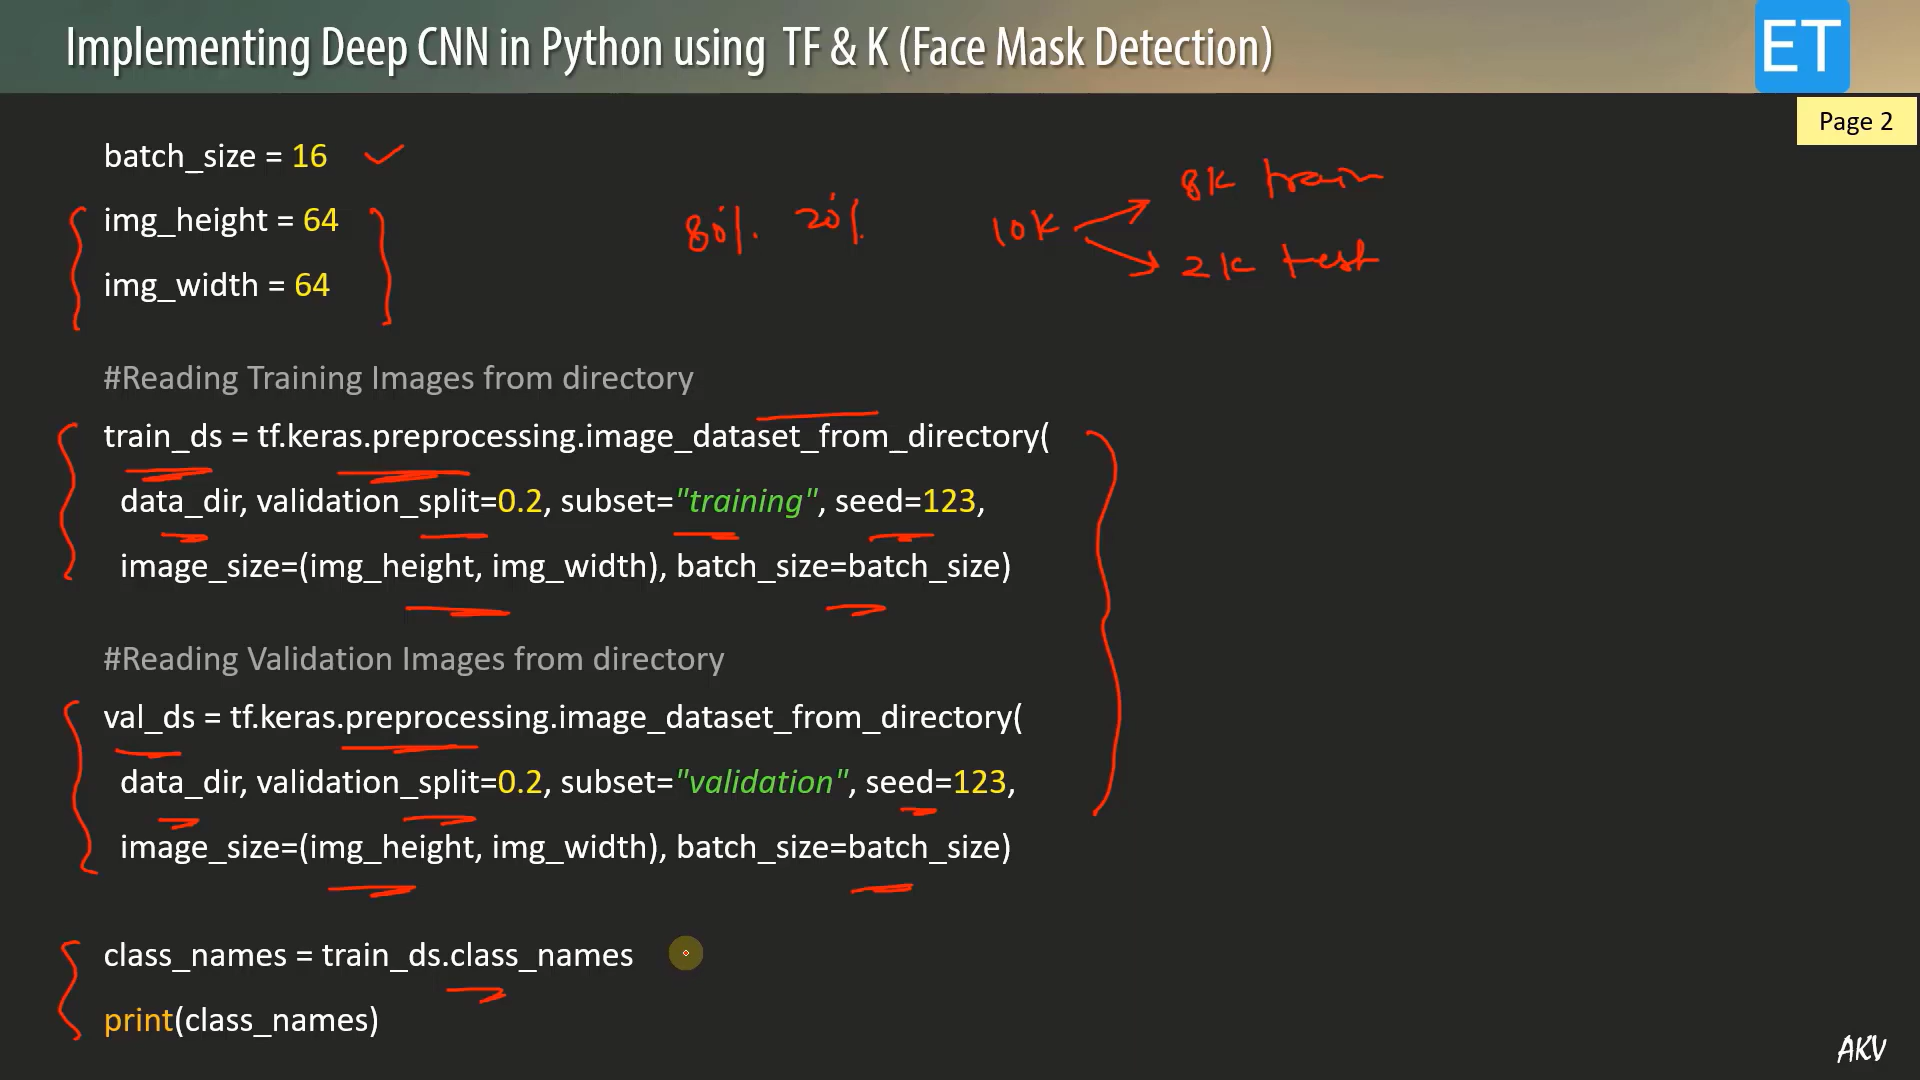 Implementing Deep CNN in Python using TF & K (Face Mask Detection)
ET
Page 2
batch_size = 16
img_height = 64
img_width = 64
80% 20%
10K
8K train
2K test
#Reading Training Images from directory
train_ds = tf.keras.preprocessing.image_dataset_from_directory(
data_dir, validation_split=0.2, subset="training", seed=123,
image_size=(img_height, img_width), batch_size=batch_size)
#Reading Validation Images from directory
val_ds = tf.keras.preprocessing.image_dataset_from_directory(
data_dir, validation_split=0.2, subset="validation", seed=123,
image_size=(img_height, img_width), batch_size=batch_size)
class_names = train_ds.class_names
print(class_names)
AKV